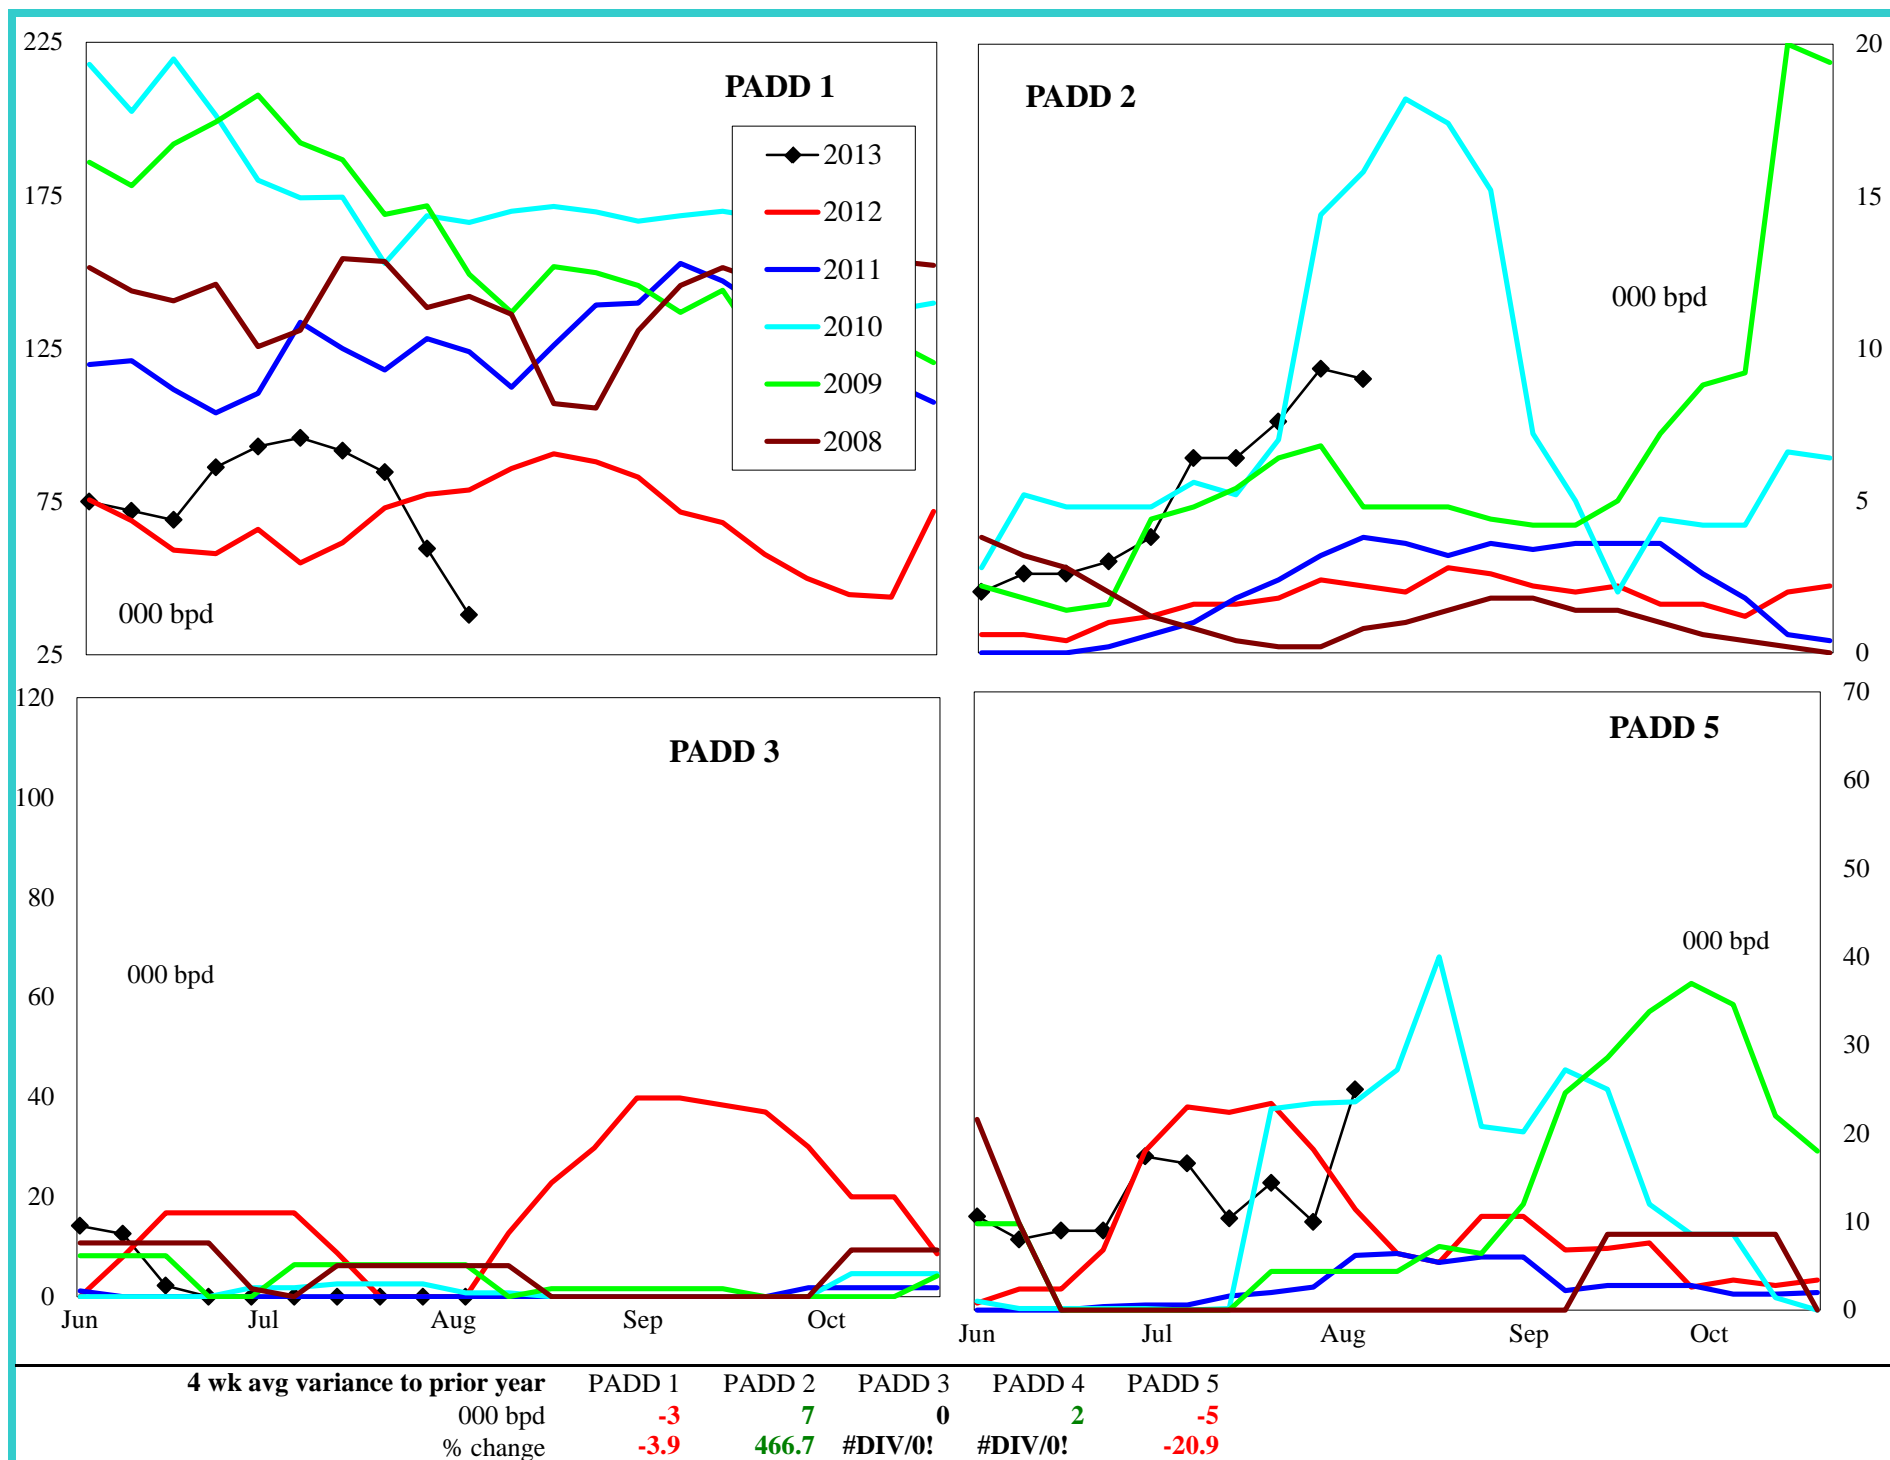 225
175
125
75
25
PADD 1
2013
2012
2011
2010
2009
2008
000 bpd
PADD 2
000 bpd
20
15
10
5
0
120
100
80
60
40
20
0
PADD 3
000 bpd
Jun Jul Aug Sep Oct
PADD 5
000 bpd
70
60
50
40
30
20
10
0
Jun Jul Aug Sep Oct
4 wk avg variance to prior year PADD 1 PADD 2 PADD 3 PADD 4 PADD 5
000 bpd -3 7 0 2 -5
% change -3.9 466.7 #DIV/0! #DIV/0! -20.9